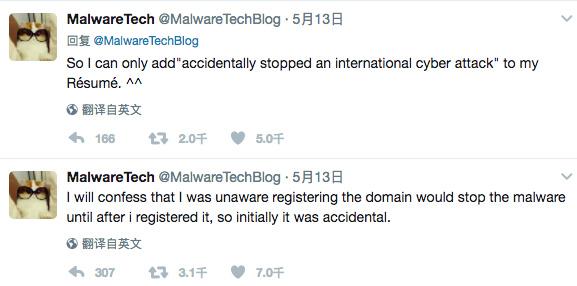 MalwareTech @MalwareTechBlog · 5月13日
回复 @MalwareTechBlog
So I can only add"accidentally stopped an international cyber attack" to my
Résumé. ^^
翻译自英文
166 2.0千 5.0千
MalwareTech @MalwareTechBlog · 5月13日
I will confess that I was unaware registering the domain would stop the malware
until after i registered it, so initially it was accidental.
翻译自英文
307 3.1千 7.0千